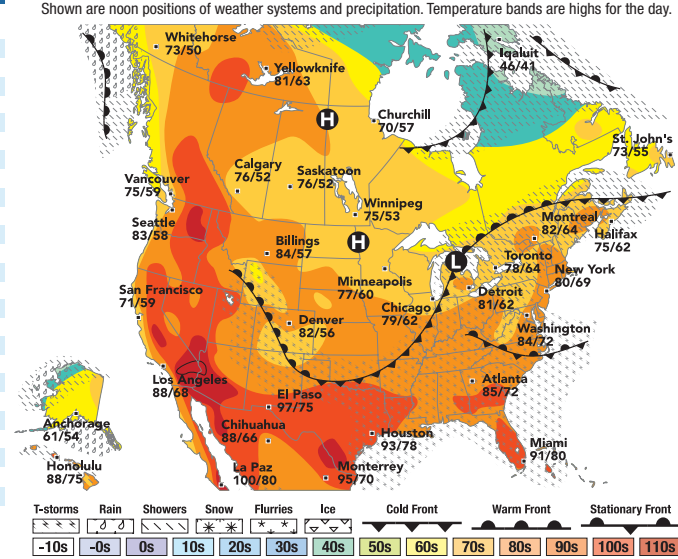 Shown are noon positions of weather systems and precipitation. Temperature bands are highs for the day.
Whitehorse
73/50
Yellowknife
81/63
Iqaluit
46/41
H
Churchill
70/57
St. John's
73/55
Calgary
76/52
Saskatoon
76/52
Vancouver
75/59
Winnipeg
75/53
Seattle
83/58
Montreal
82/64
Halifax
75/62
Billings
84/57
H
L
Toronto
78/64
New York
80/69
Minneapolis
77/60
Detroit
81/62
San Francisco
71/59
Chicago
79/62
Denver
82/56
Washington
84/72
Los Angeles
88/68
Atlanta
85/72
El Paso
97/75
Anchorage
61/54
Chihuahua
88/66
Houston
93/78
Miami
91/80
Honolulu
88/75
La Paz
100/80
Monterrey
95/70
T-storms Rain Showers Snow Flurries Ice Cold Front Warm Front Stationary Front
-10s -0s 0s 10s 20s 30s 40s 50s 60s 70s 80s 90s 100s 110s